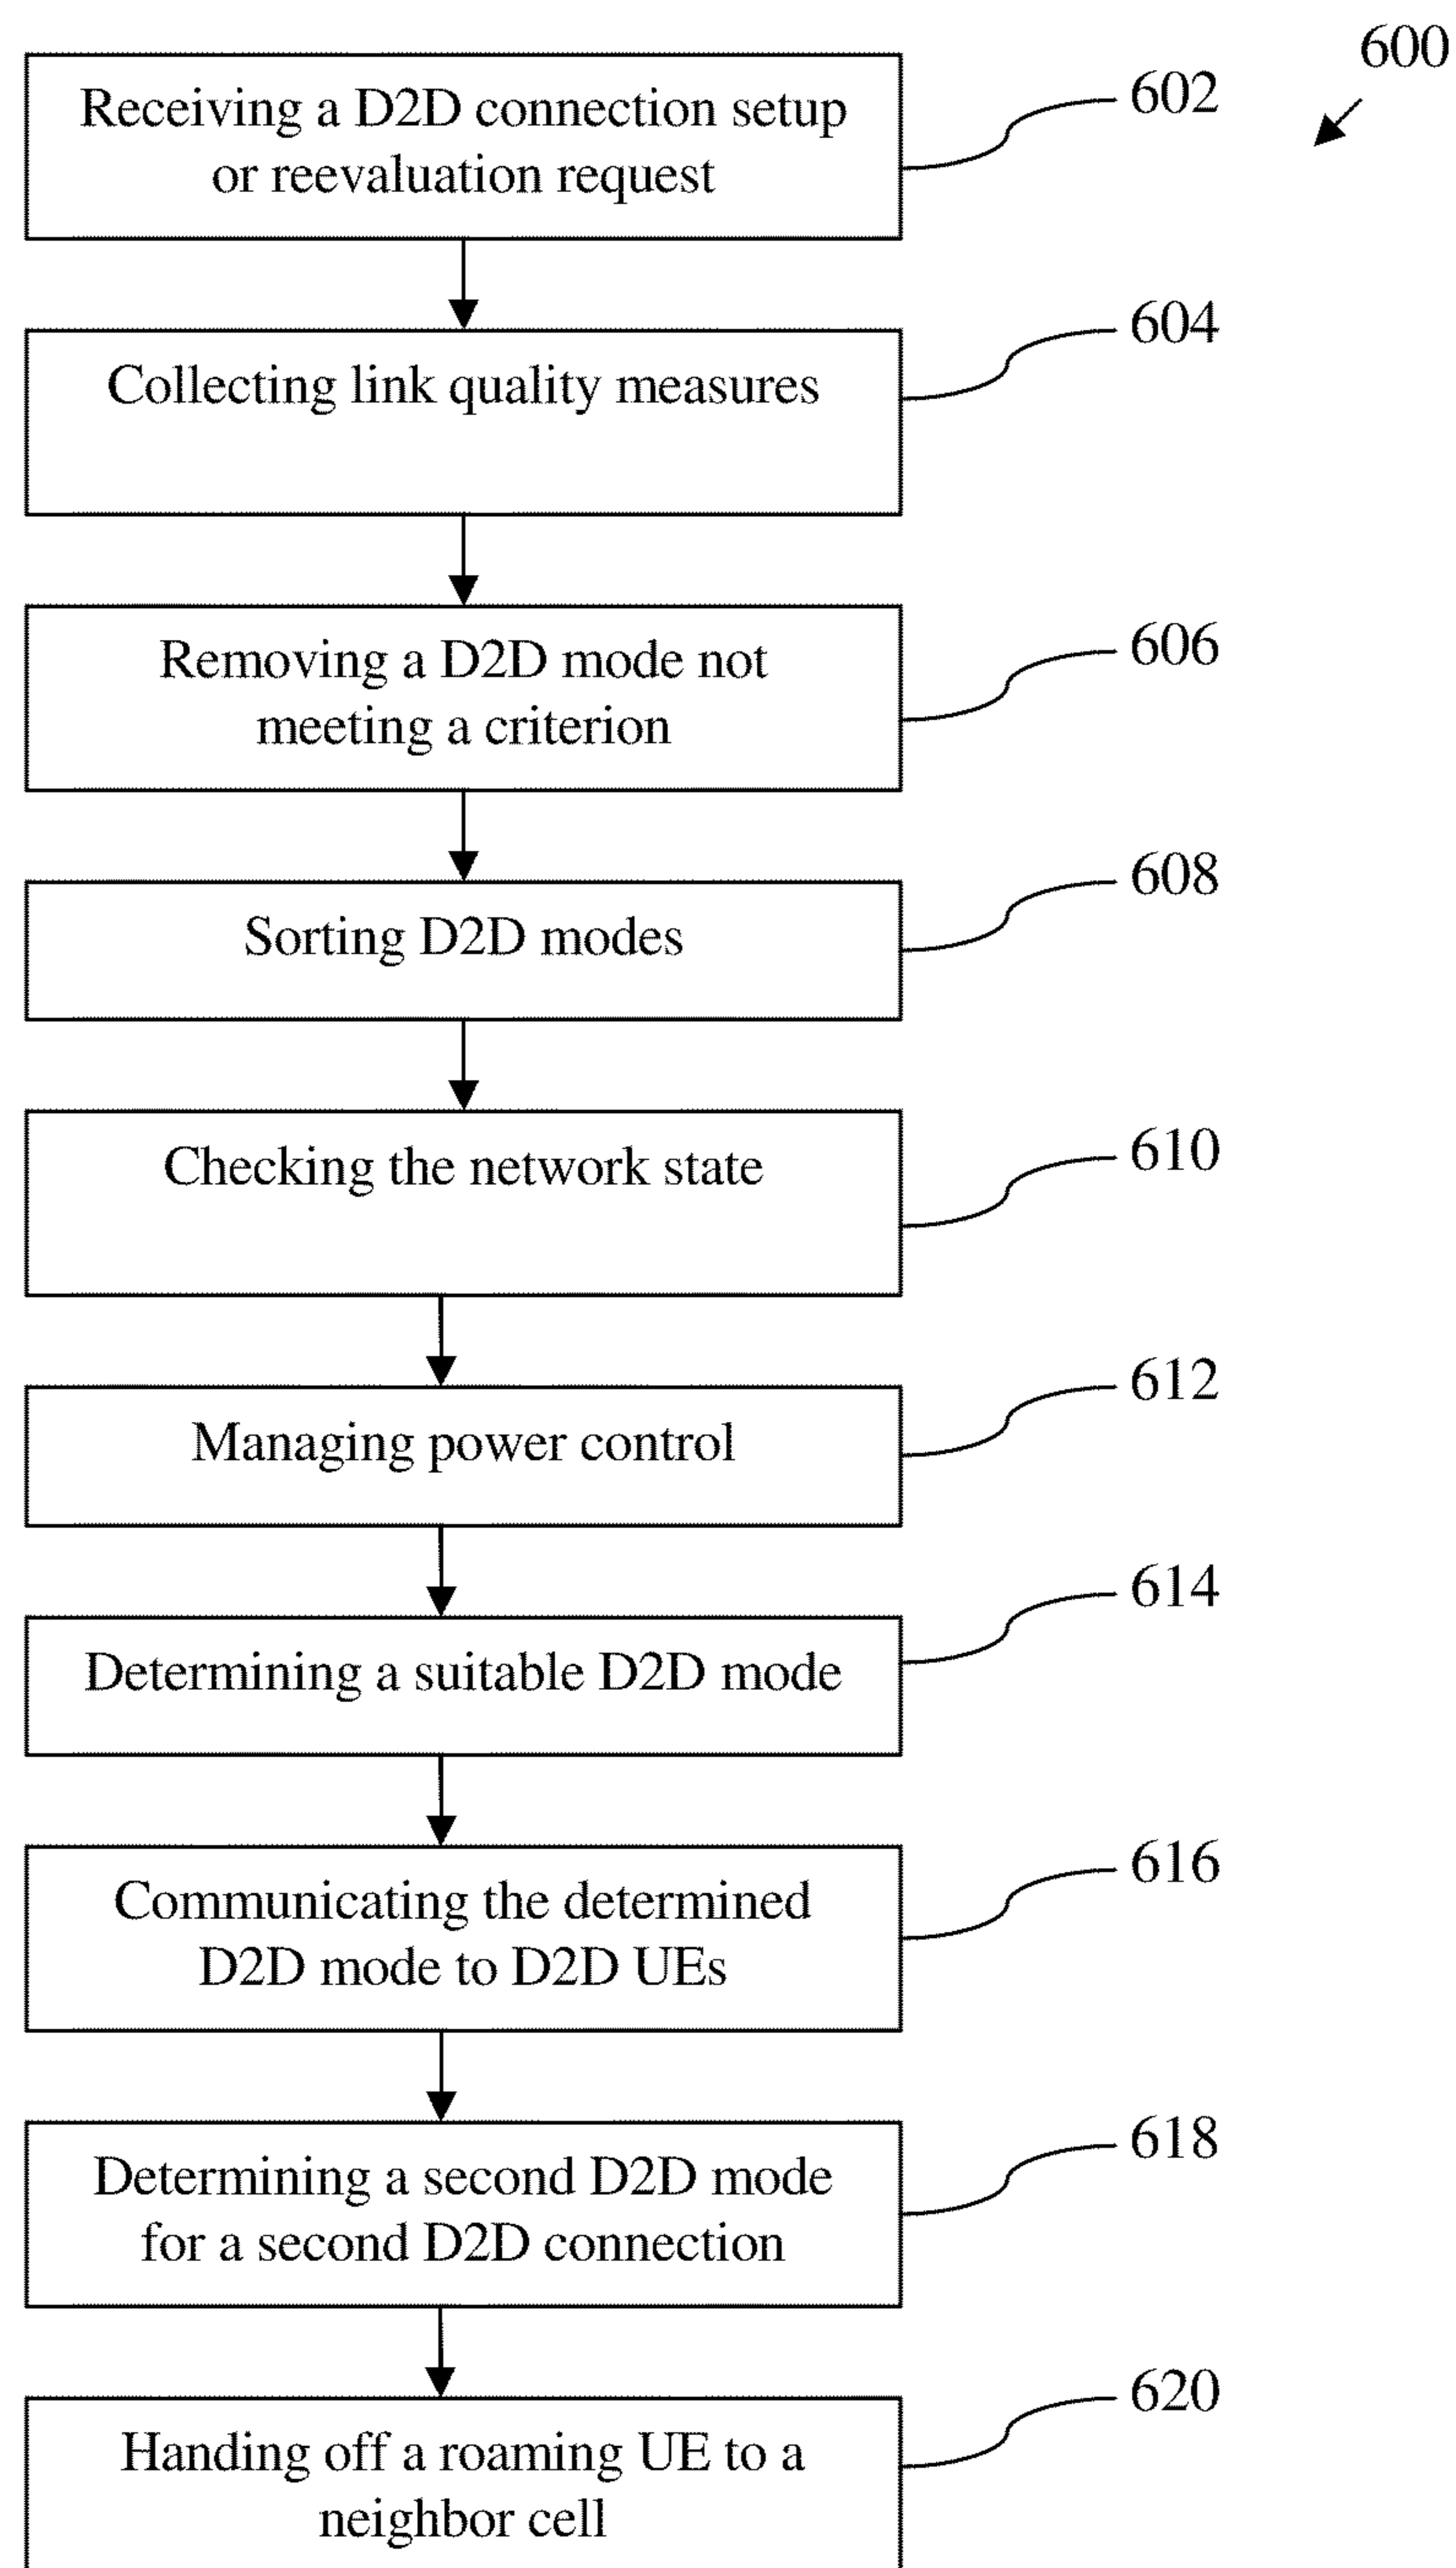 600
Receiving a D2D connection setup
or reevaluation request
602
Collecting link quality measures
604
Removing a D2D mode not
meeting a criterion
606
Sorting D2D modes
608
Checking the network state
610
Managing power control
612
Determining a suitable D2D mode
614
Communicating the determined
D2D mode to D2D UEs
616
Determining a second D2D mode
for a second D2D connection
618
Handing off a roaming UE to a
neighbor cell
620